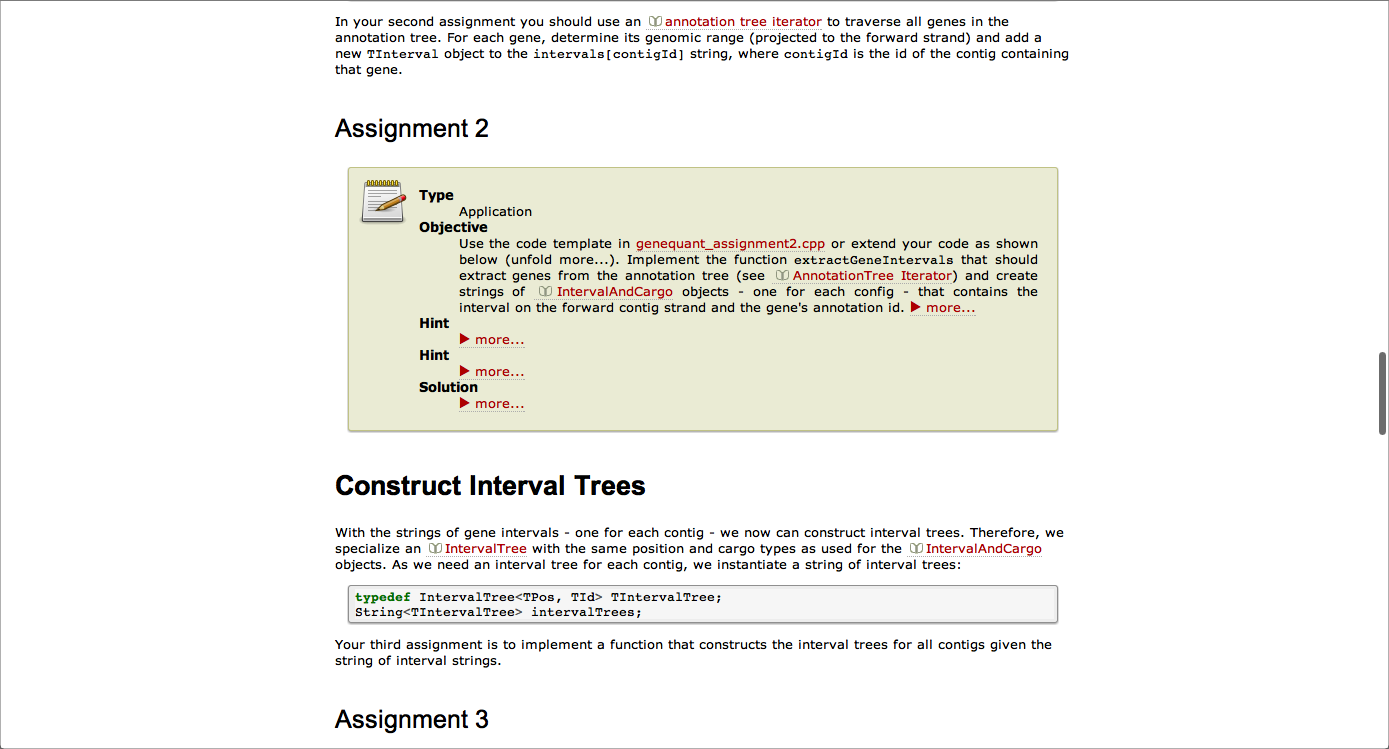 In your second assignment you should use an annotation tree iterator to traverse all genes in the
annotation tree. For each gene, determine its genomic range (projected to the forward strand) and add a
new TInterval object to the intervals[contigId] string, where contigId is the id of the contig containing
that gene.
Assignment 2
Type
Application
Objective
Use the code template in genequant_assignment2.cpp or extend your code as shown
below (unfold more...). Implement the function extractGeneIntervals that should
extract genes from the annotation tree (see AnnotationTree Iterator) and create
strings of IntervalAndCargo objects - one for each config - that contains the
interval on the forward contig strand and the gene's annotation id. ▶ more...
Hint
▶ more...
Hint
▶ more...
Solution
▶ more...
Construct Interval Trees
With the strings of gene intervals - one for each contig - we now can construct interval trees. Therefore, we
specialize an IntervalTree with the same position and cargo types as used for the IntervalAndCargo
objects. As we need an interval tree for each contig, we instantiate a string of interval trees:
typedef IntervalTree<TPos, TId> TIntervalTree;
String<TIntervalTree> intervalTrees;
Your third assignment is to implement a function that constructs the interval trees for all contigs given the
string of interval strings.
Assignment 3